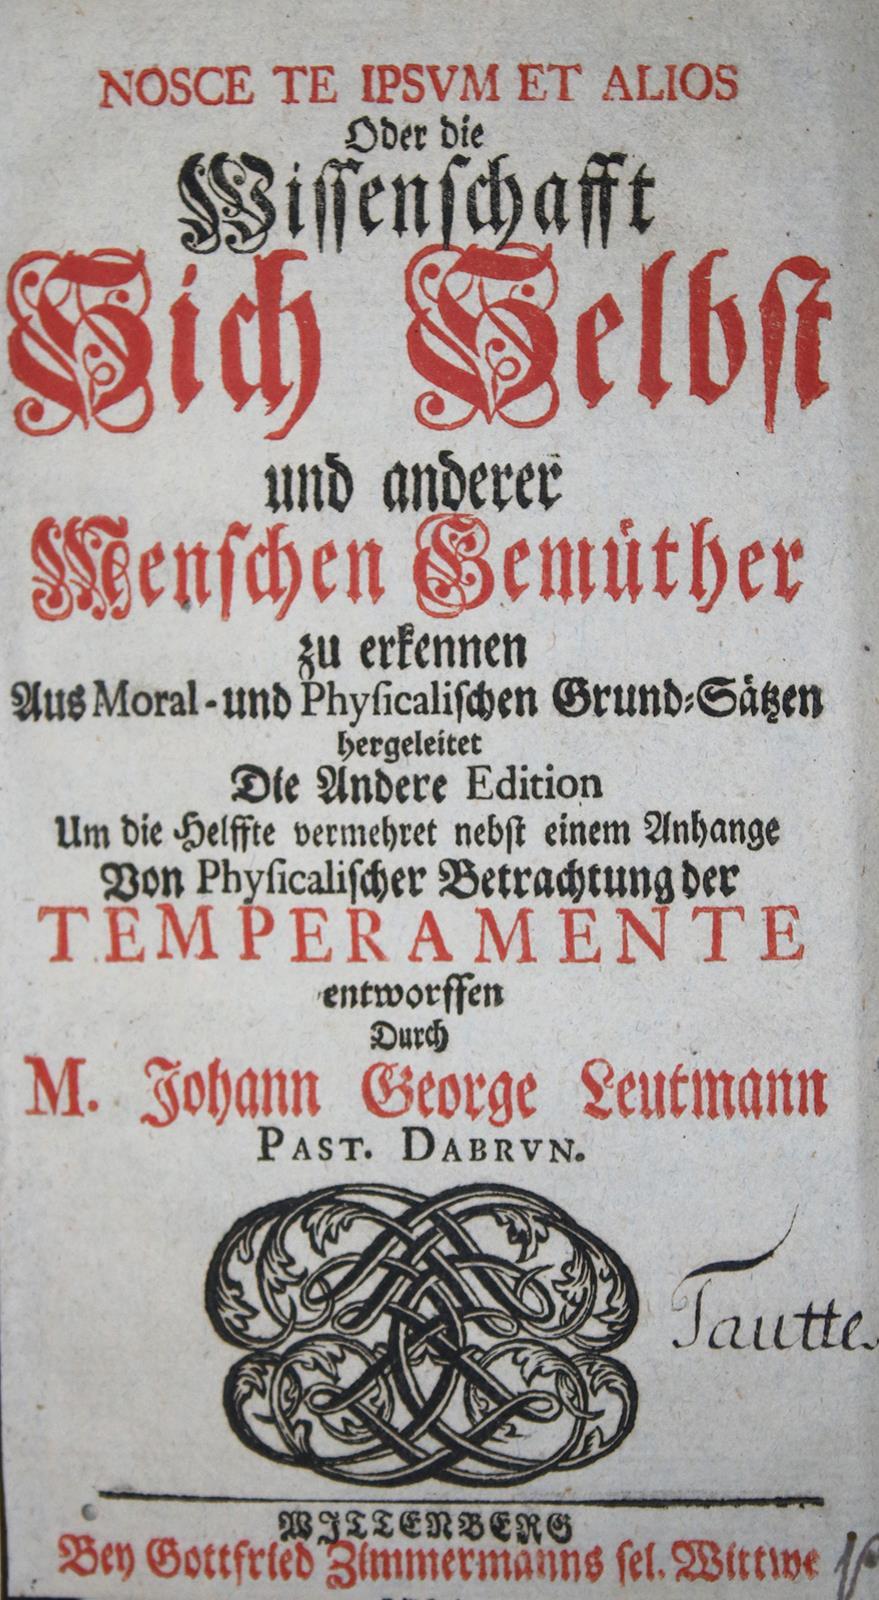 NOSCE TE IPSVM ET ALIOS
Oder die
Wissenschafft
Sich Selbst
und anderer
Menschen Gemüther
zu erkennen
Aus Moral-und Physicalischen Grund-Sätzen
hergeleitet
Die Andere Edition
Um die Helffte vermehret nebst einem Anhange
Von Physicalischer Betrachtung der
TEMPERAMENTE
entworffen
Durch
M. Johann George Leutmann
PAST. DABRVN.
Tautte
WITTENBERG
Bey Gottfried Zimmermanns sel. Wittwe